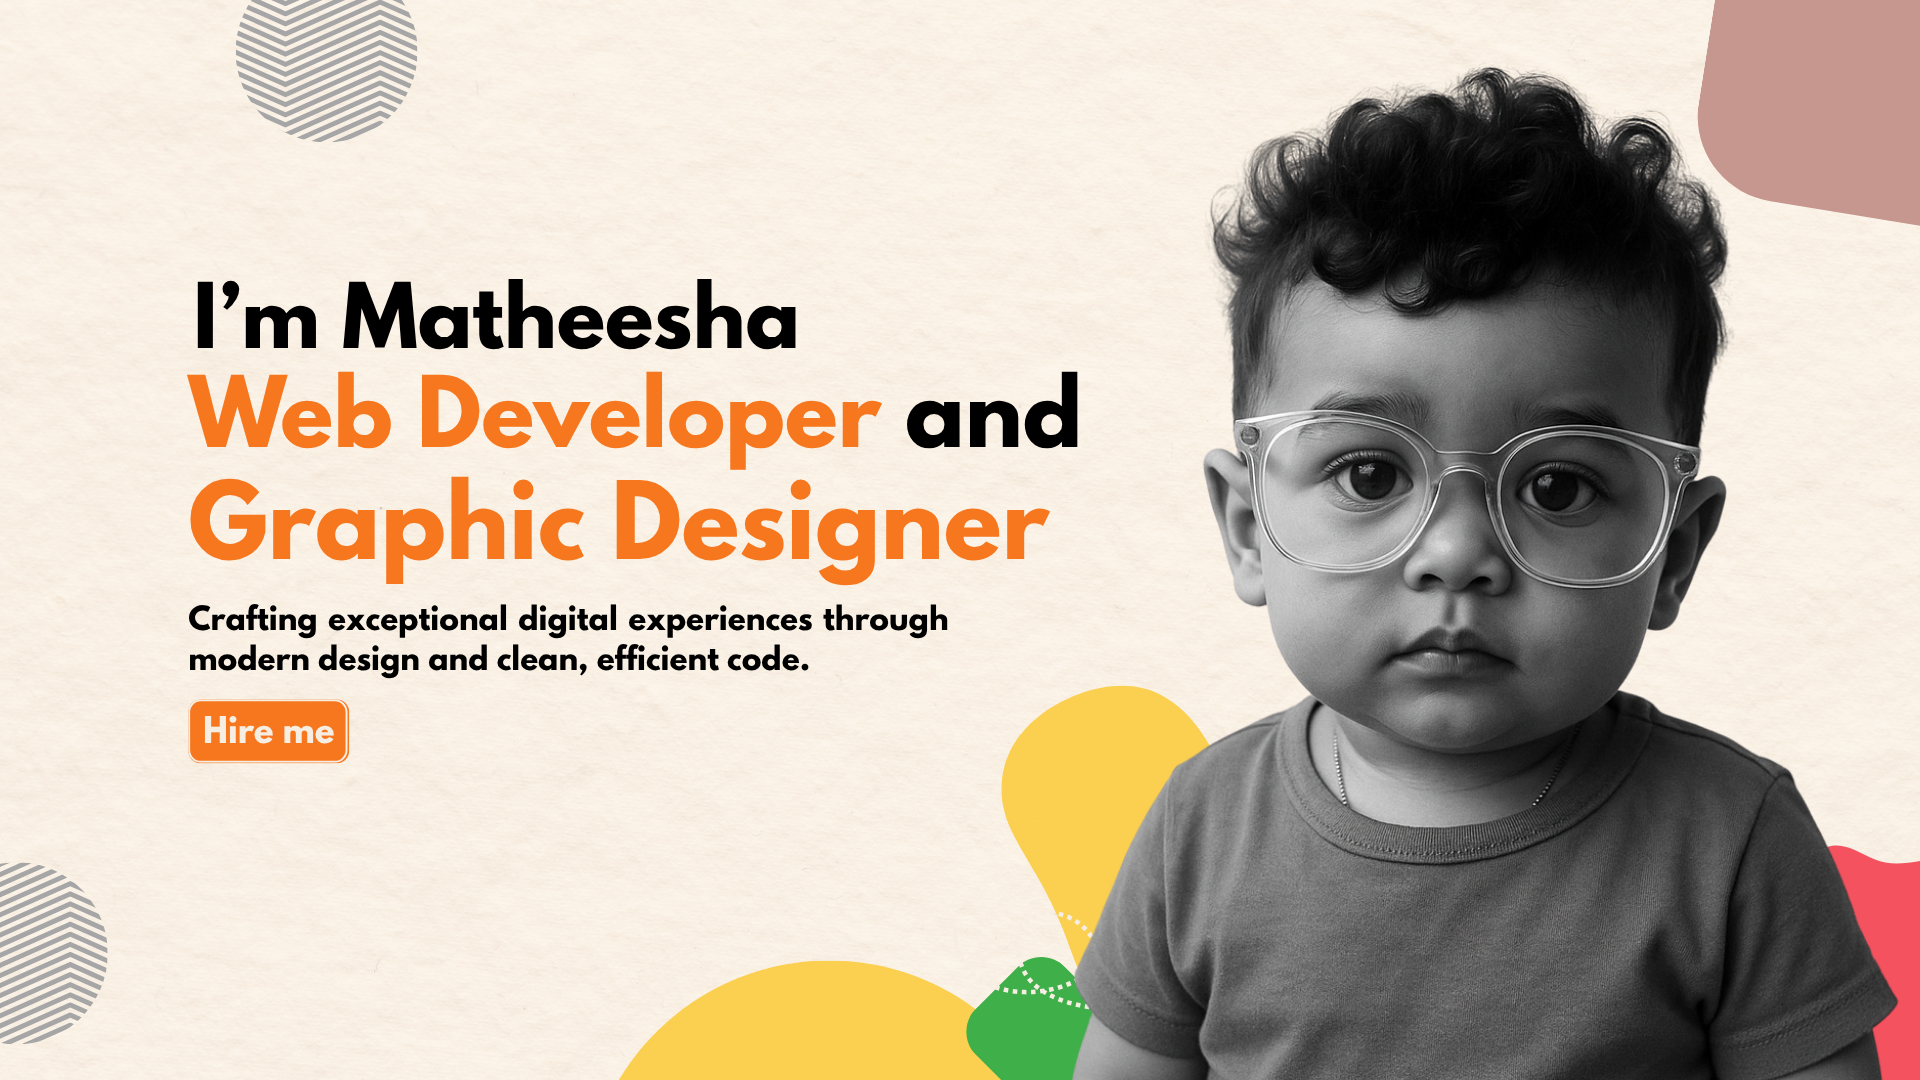 I’m Matheesha
Web Developer and
Graphic Designer
Crafting exceptional digital experiences through
modern design and clean, efficient code.
Hire me